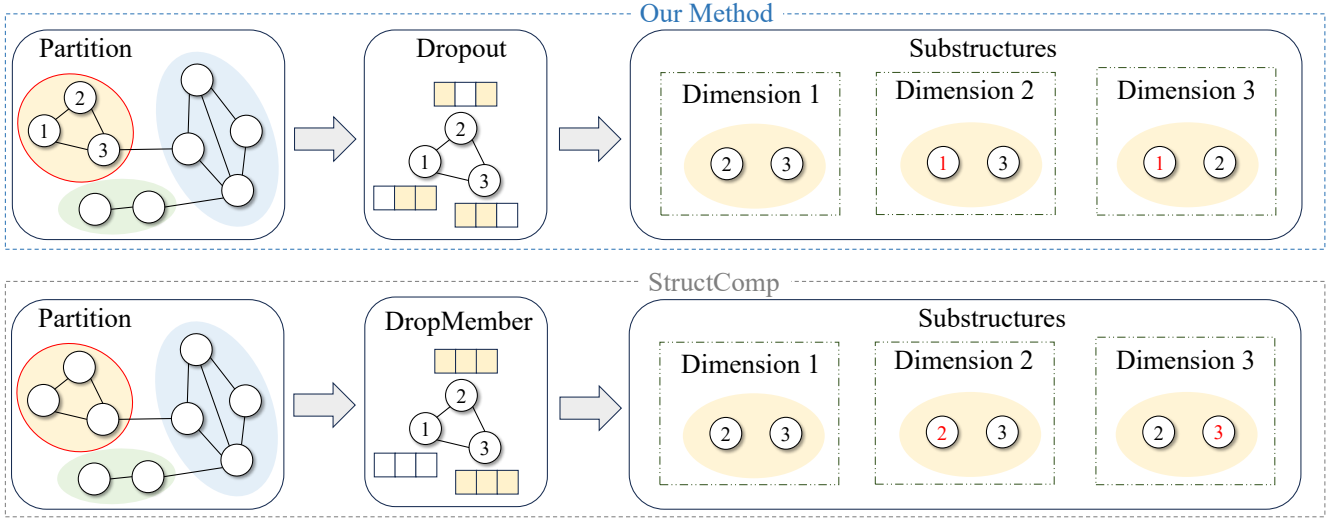 Our Method
Partition
Dropout
Substructures
Dimension 1
Dimension 2
Dimension 3
2
1
3
2
1
3
2 3
1 3
1 2
StructComp
Partition
DropMember
Substructures
Dimension 1
Dimension 2
Dimension 3
2
1
3
2 3
2 3
2 3